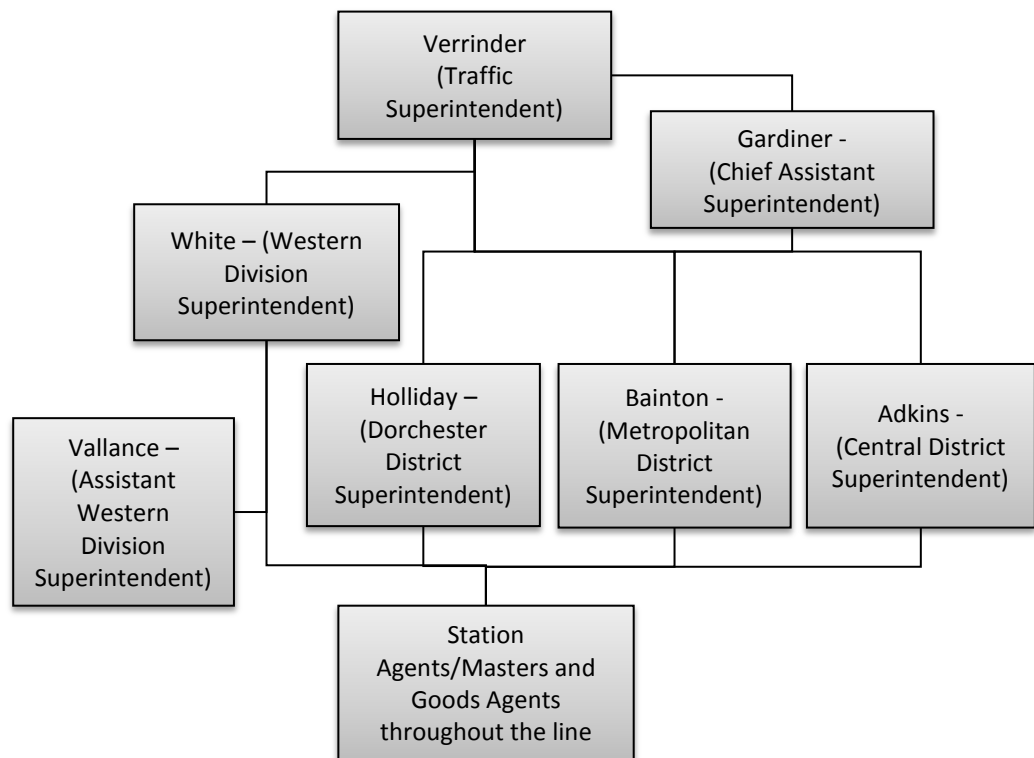 Verrinder
(Traffic
Superintendent)
Gardiner -
(Chief Assistant
Superintendent)
White – (Western
Division
Superintendent)
Holliday –
(Dorchester
District
Superintendent)
Bainton -
(Metropolitan
District
Superintendent)
Adkins -
(Central District
Superintendent)
Vallance –
(Assistant
Western
Division
Superintendent)
Station
Agents/Masters and
Goods Agents
throughout the line